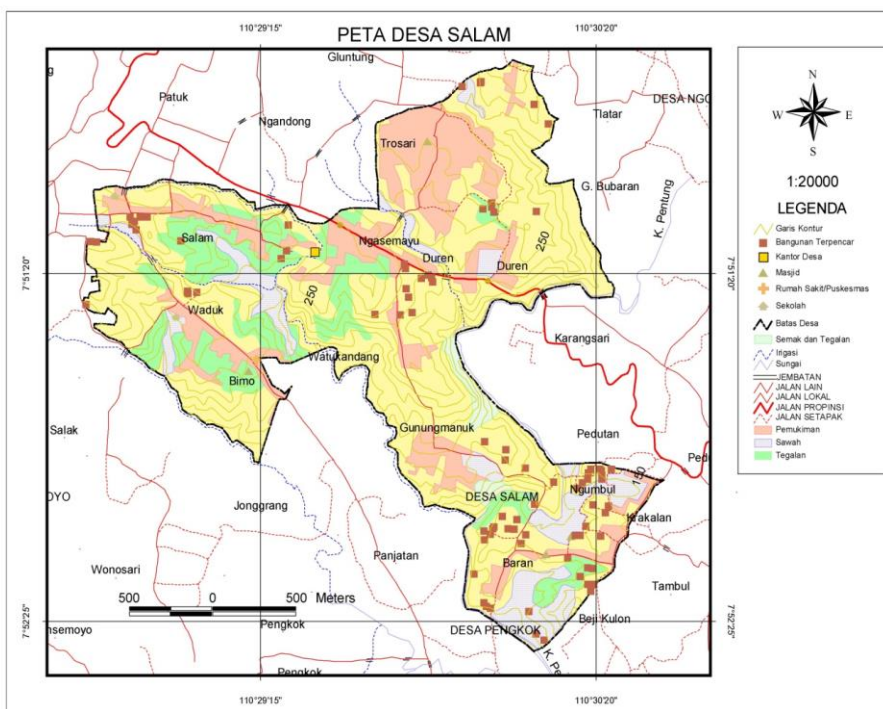 PETA DESA SALAM
110°29'15"
110°30'20"
Gluntung
Patuk
Ngandong
Tlatar
Trosari
G. Bubaran
K. Pentung
Salam
Ngasemayu
Duren
Duren
250
7°51'20"
7°51'20"
250
Waduk
Karangsari
Watukandang
Bimo
Salak
Gunungmanuk
Pedutan
150
DESA SALAM
Ngumbul
Krakalan
Jonggrang
Panjatan
Baran
Wonosari
Tambul
500 0 500 Meters
7°52'25"
7°52'25"
Pengkok
DESA PENGKOK
Beji Kulon
Pengkok
110°29'15"
110°30'20"
N
W E
S
1:20000
LEGENDA
Garis Kontur
Bangunan Terpencar
Kantor Desa
Masjid
Rumah Sakit/Puskesmas
Sekolah
Batas Desa
Semak dan Tegalan
Irigasi
Sungai
JEMBATAN
JALAN LAIN
JALAN LOKAL
JALAN PROPINSI
JALAN SETAPAK
Pemukiman
Sawah
Tegalan